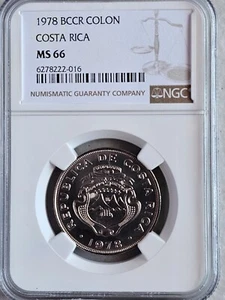 1978 BCCR COLON
COSTA RICA
MS 66
6278222-016
NUMISMATIC GUARANTY COMPANY
NGC
REPUBLICA DE COSTA RICA
1978